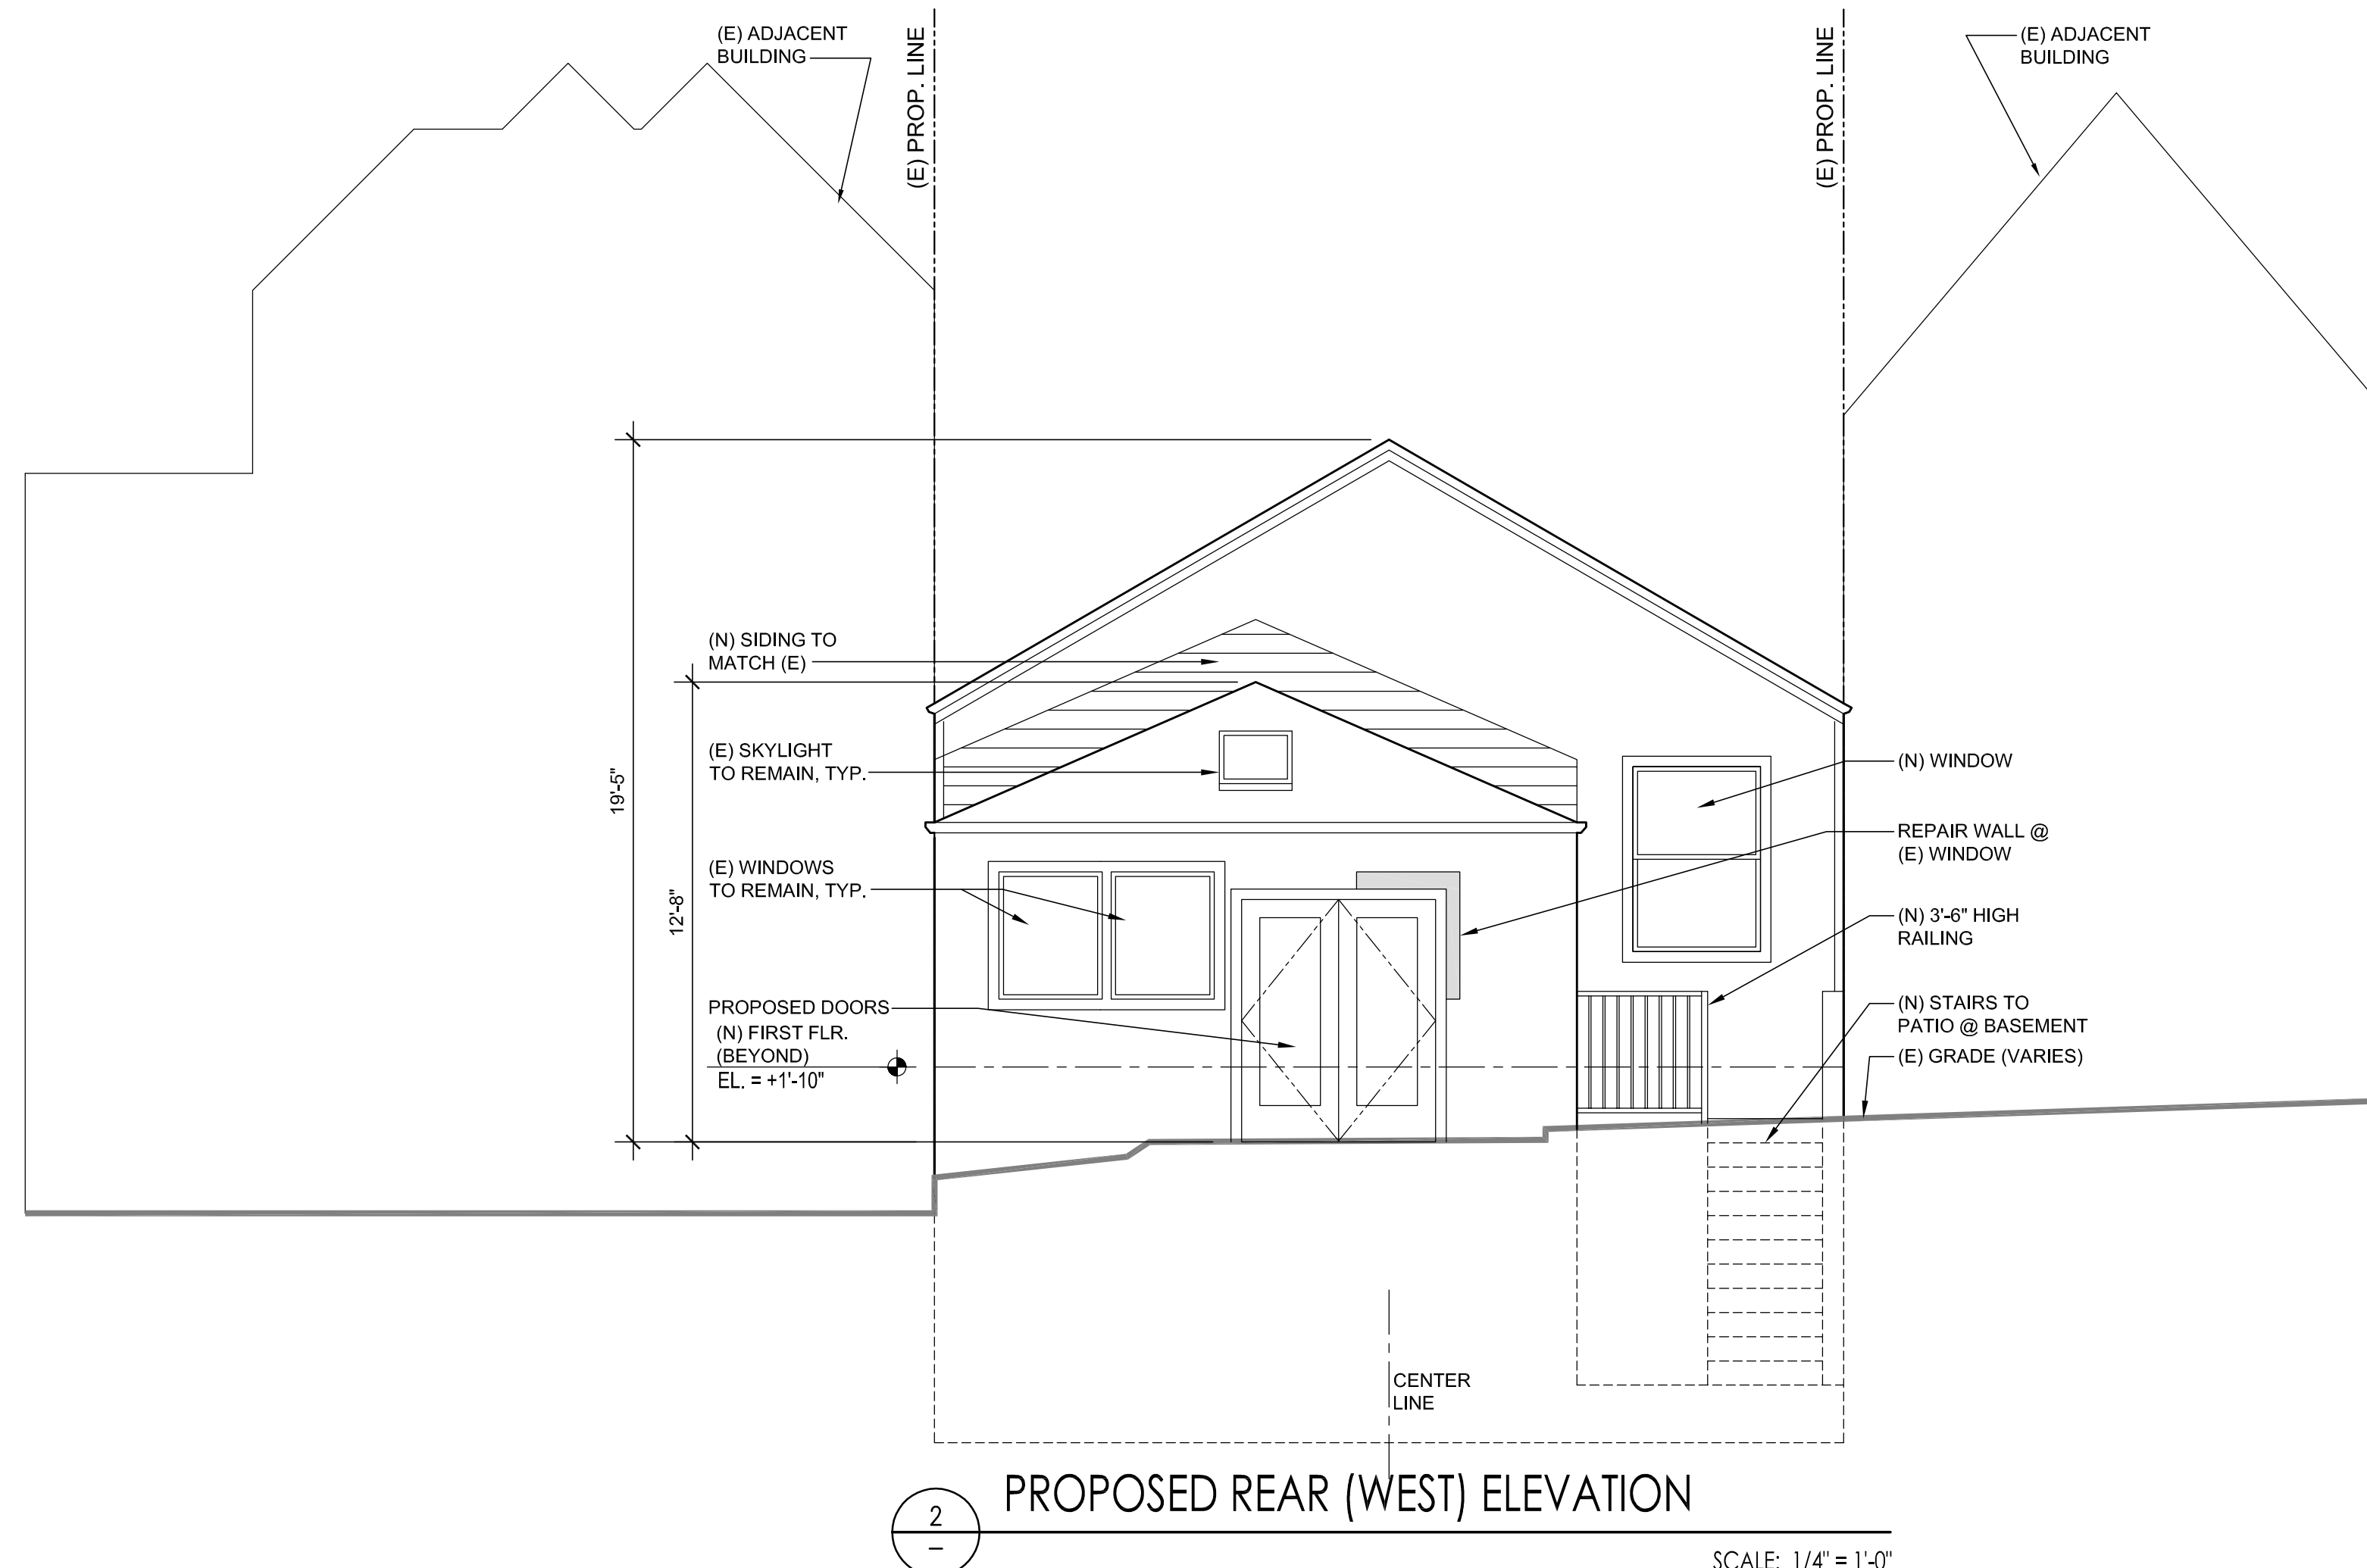 (E) ADJACENT
BUILDING
(E) PROP. LINE
(E) PROP. LINE
(E) ADJACENT
BUILDING
(N) SIDING TO
MATCH (E)
(E) SKYLIGHT
TO REMAIN, TYP.
19'-5"
12'-8"
(E) WINDOWS
TO REMAIN, TYP.
PROPOSED DOORS
(N) FIRST FLR.
(BEYOND)
EL. = +1'-10"
(N) WINDOW
REPAIR WALL @
(E) WINDOW
(N) 3'-6" HIGH
RAILING
(N) STAIRS TO
PATIO @ BASEMENT
(E) GRADE (VARIES)
CENTER
LINE
2
–
PROPOSED REAR (WEST) ELEVATION
SCALE: 1/4" = 1'-0"